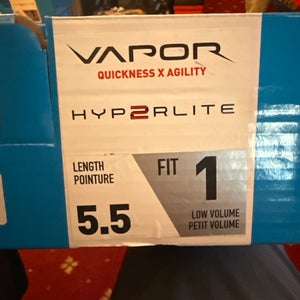 VAPOR
QUICKNESS X AGILITY
HYP2RLITE
LENGTH
POINTURE
5.5
FIT 1
LOW VOLUME
PETIT VOLUME